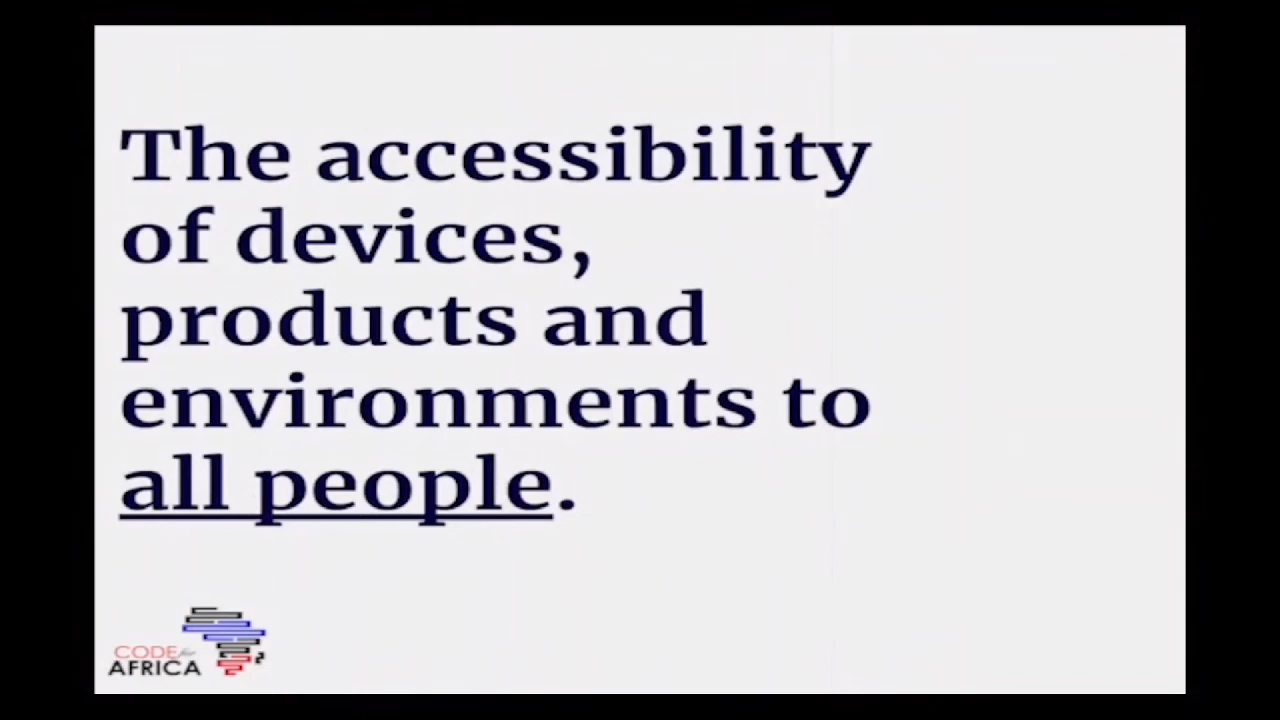 The accessibility
of devices,
products and
environments to
all people.
CODE for
AFRICA